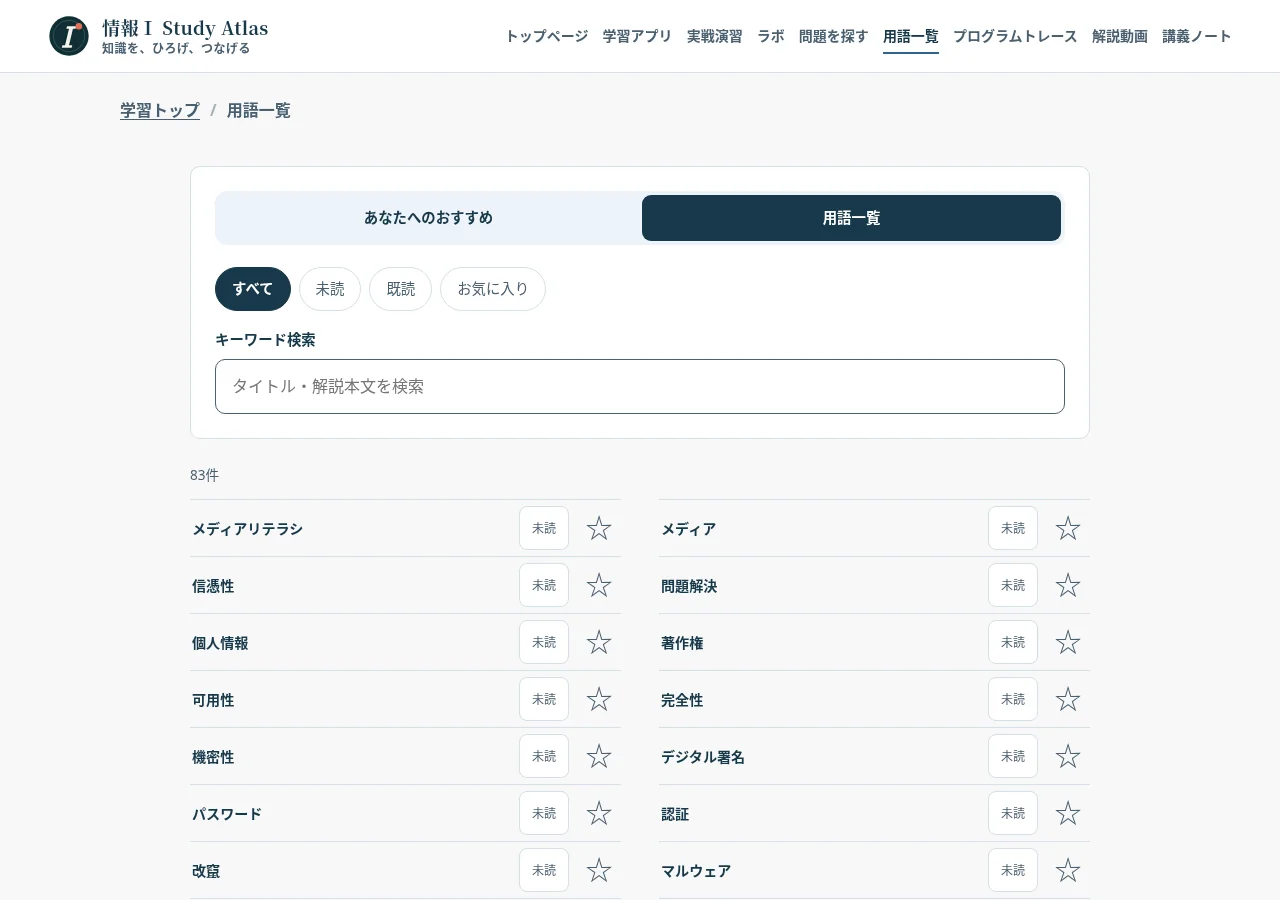 情報Ⅰ Study Atlas
知識を、ひろげ、つなげる
トップページ 学習アプリ 実戦演習 ラボ 問題を探す 用語一覧 プログラムトレース 解説動画 講義ノート
学習トップ / 用語一覧
あなたへのおすすめ 用語一覧
すべて 未読 既読 お気に入り
キーワード検索
タイトル・解説本文を検索
83件
メディアリテラシ 未読 ☆ メディア 未読 ☆
信憑性 未読 ☆ 問題解決 未読 ☆
個人情報 未読 ☆ 著作権 未読 ☆
可用性 未読 ☆ 完全性 未読 ☆
機密性 未読 ☆ デジタル署名 未読 ☆
パスワード 未読 ☆ 認証 未読 ☆
改竄 未読 ☆ マルウェア 未読 ☆